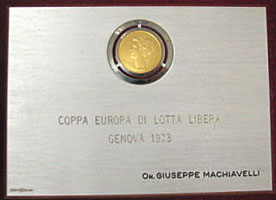 COPPA EUROPA DI LOTTA LIBERA
GENOVA 1973
ON. GIUSEPPE MACHIAVELLI